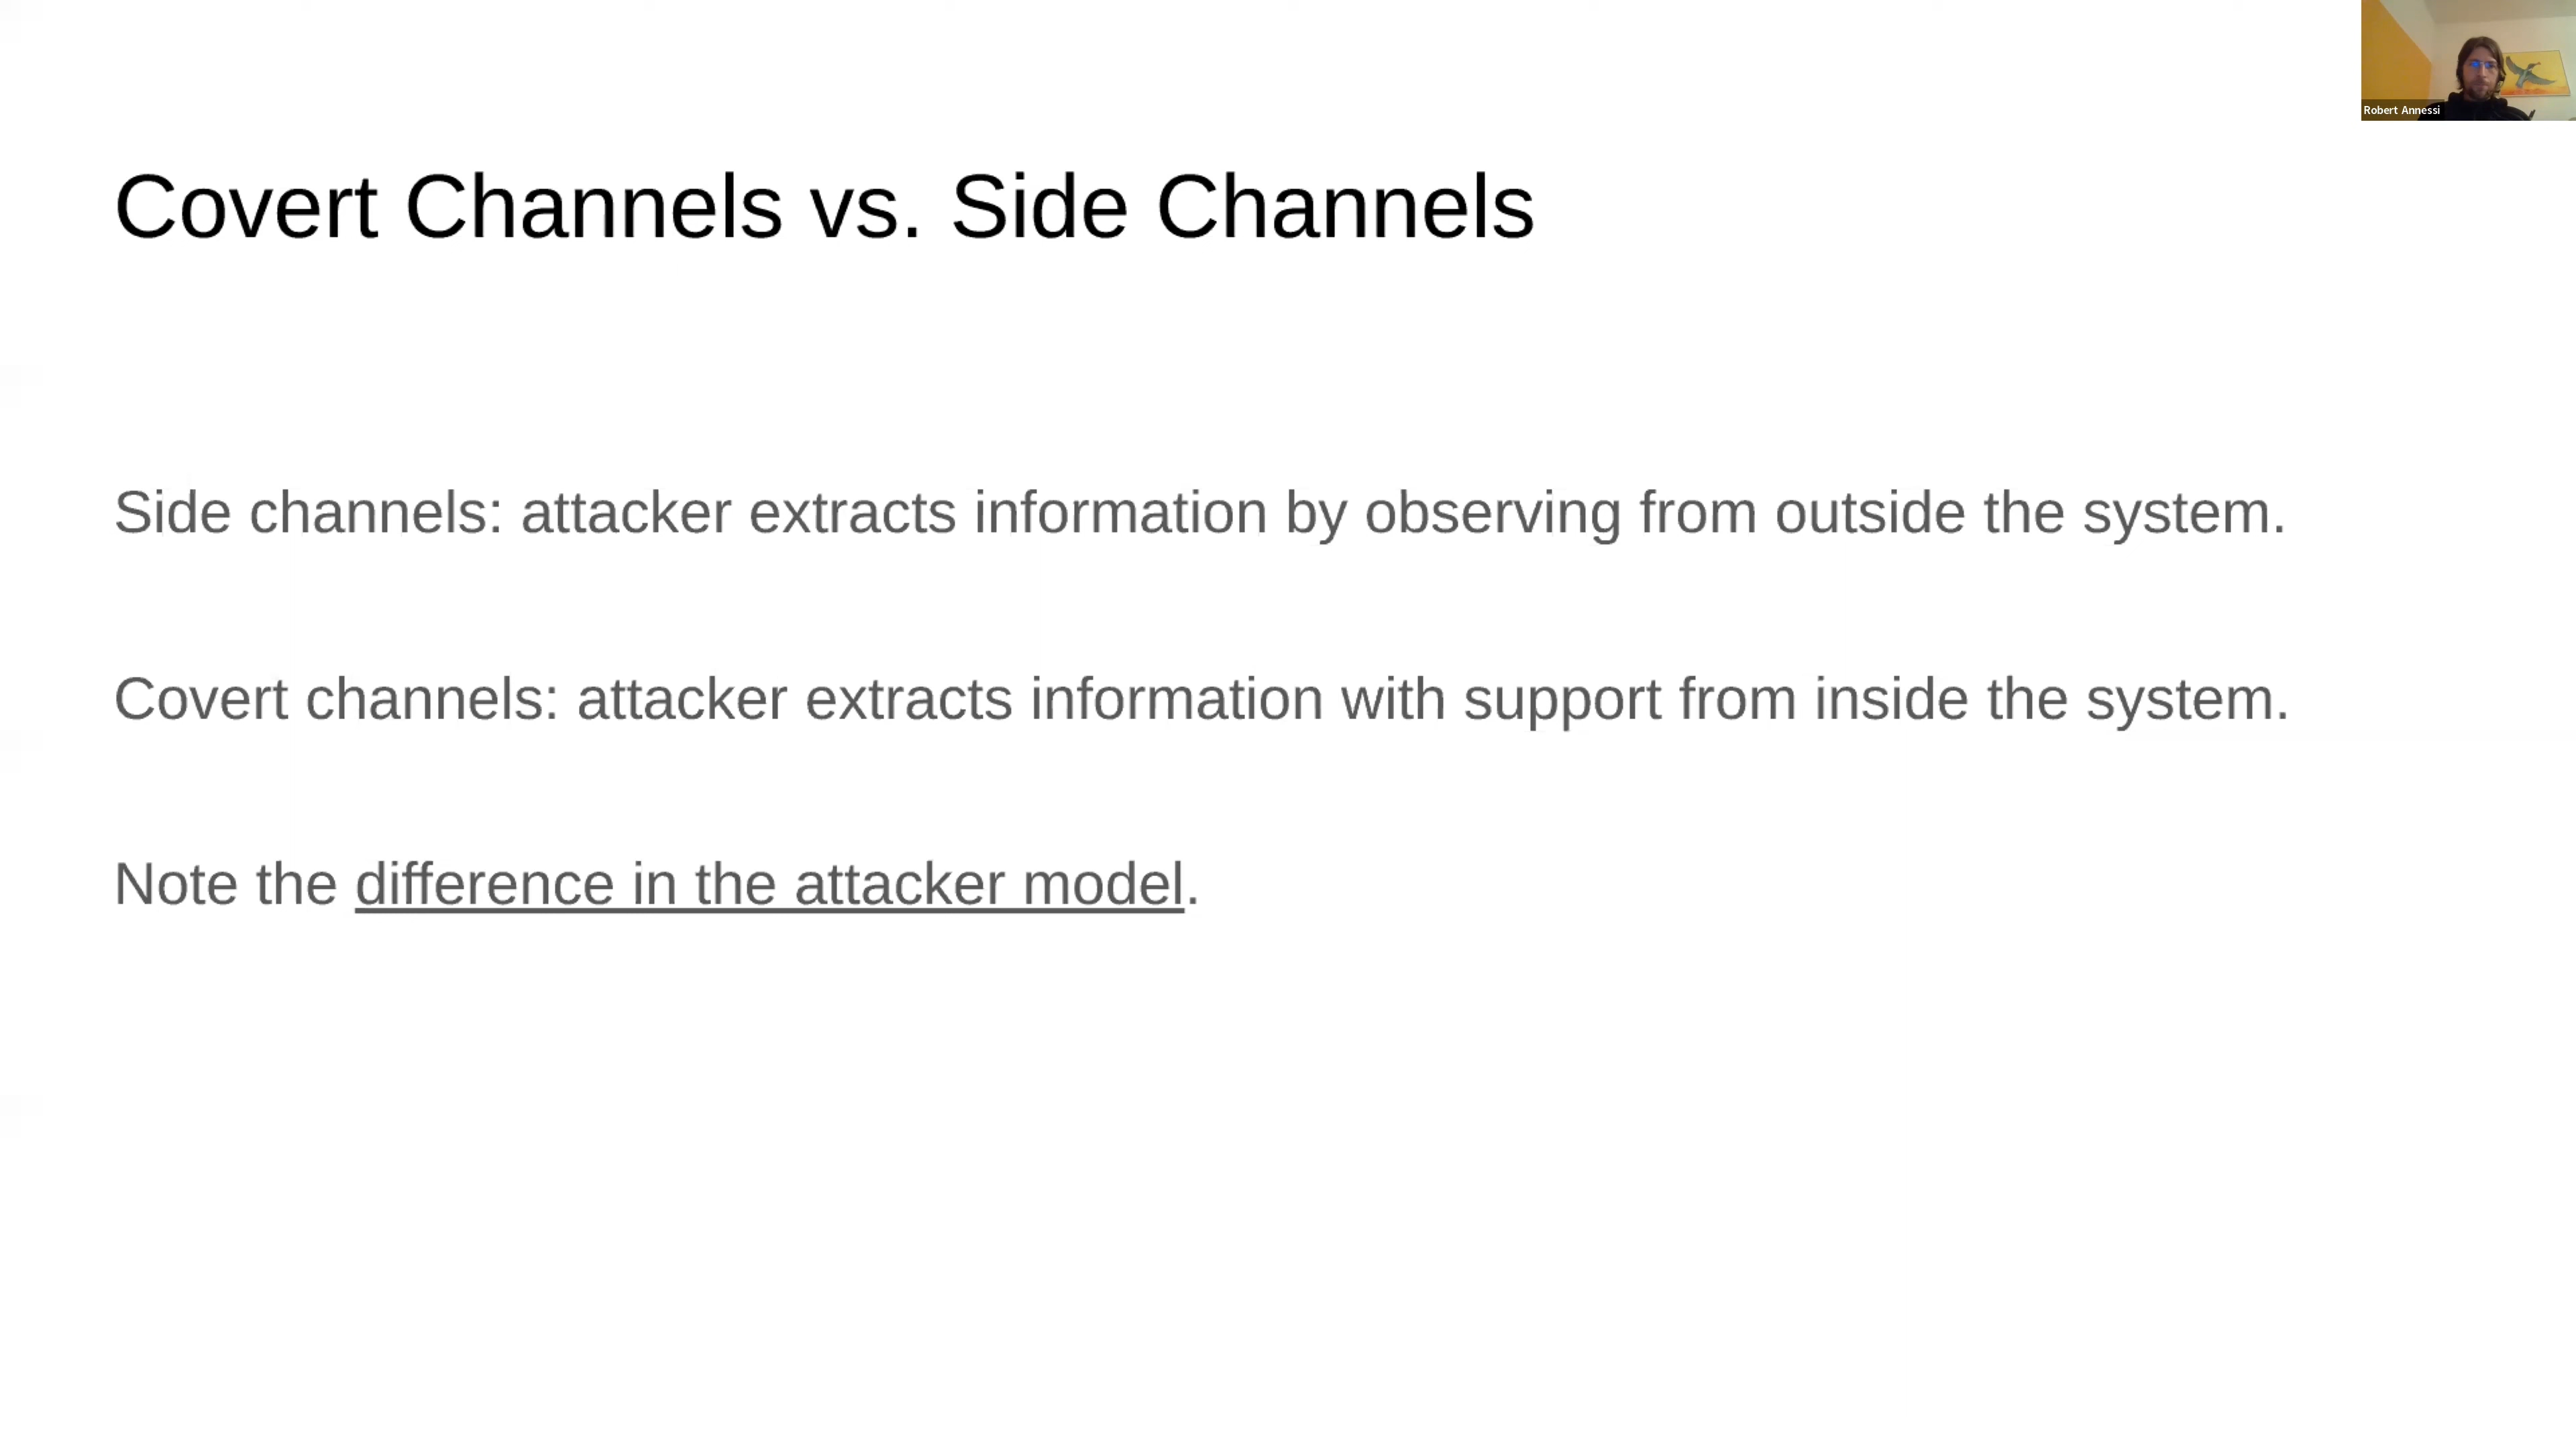 Robert Annessi
Covert Channels vs. Side Channels
Side channels: attacker extracts information by observing from outside the system.
Covert channels: attacker extracts information with support from inside the system.
Note the difference in the attacker model.